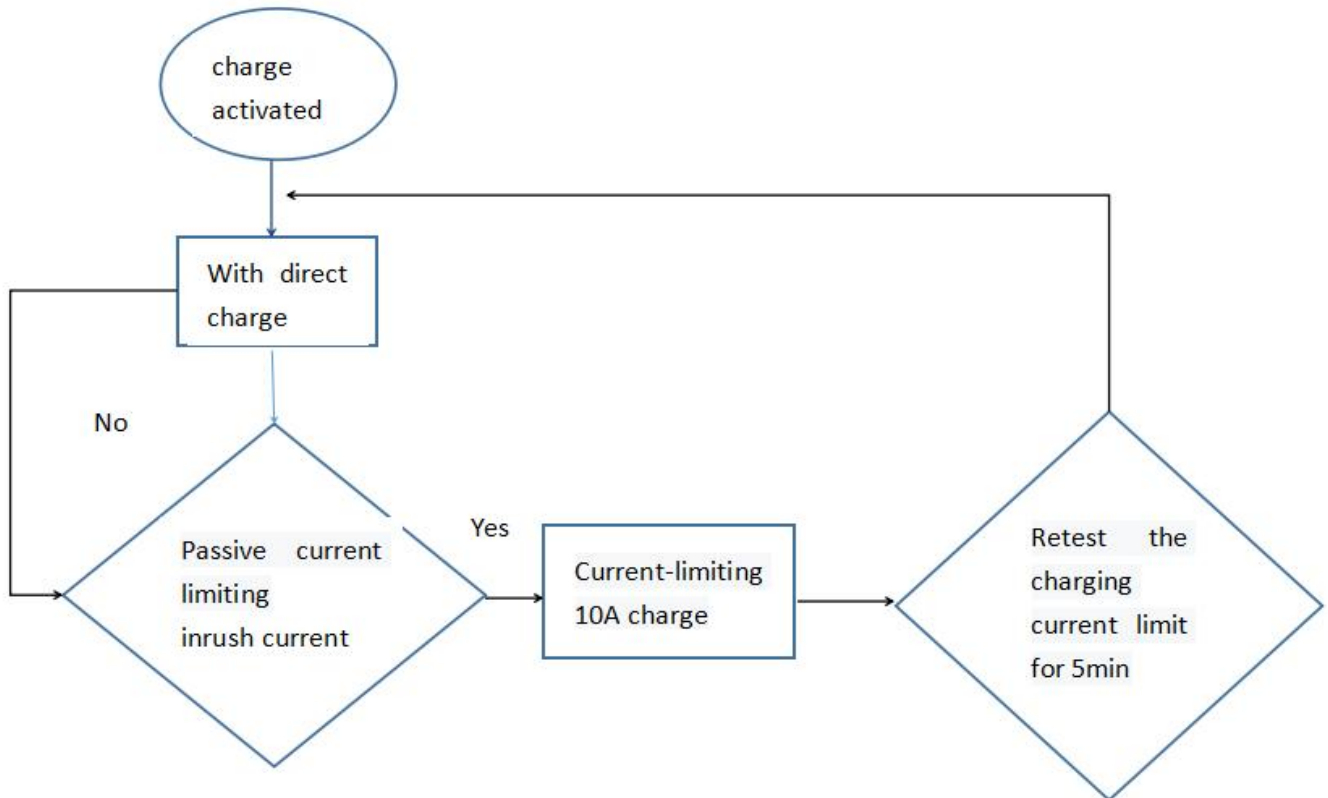 charge
activated
With direct
charge
No
Yes
Passive current
limiting
inrush current
Current-limiting
10A charge
Retest the
charging
current limit
for 5min